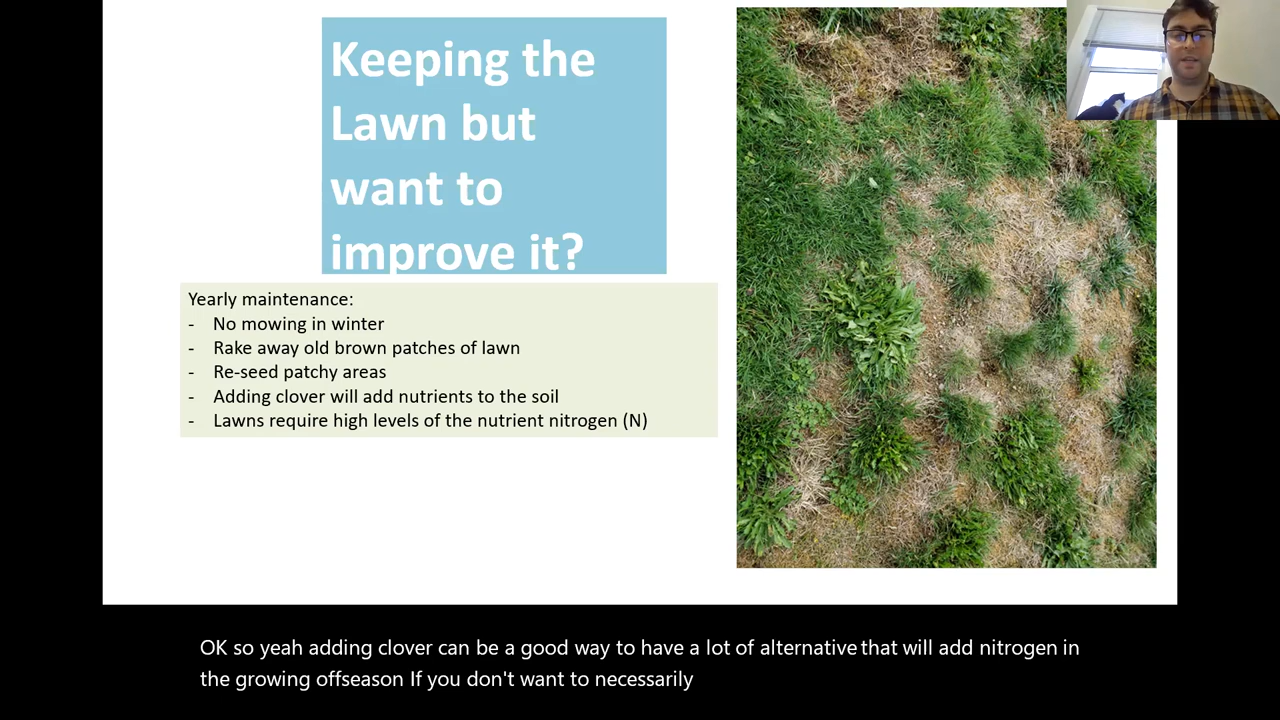 Keeping the
Lawn but
want to
improve it?
Yearly maintenance:
- No mowing in winter
- Rake away old brown patches of lawn
- Re-seed patchy areas
- Adding clover will add nutrients to the soil
- Lawns require high levels of the nutrient nitrogen (N)
OK so yeah adding clover can be a good way to have a lot of alternative that will add nitrogen in
the growing offseason If you don't want to necessarily